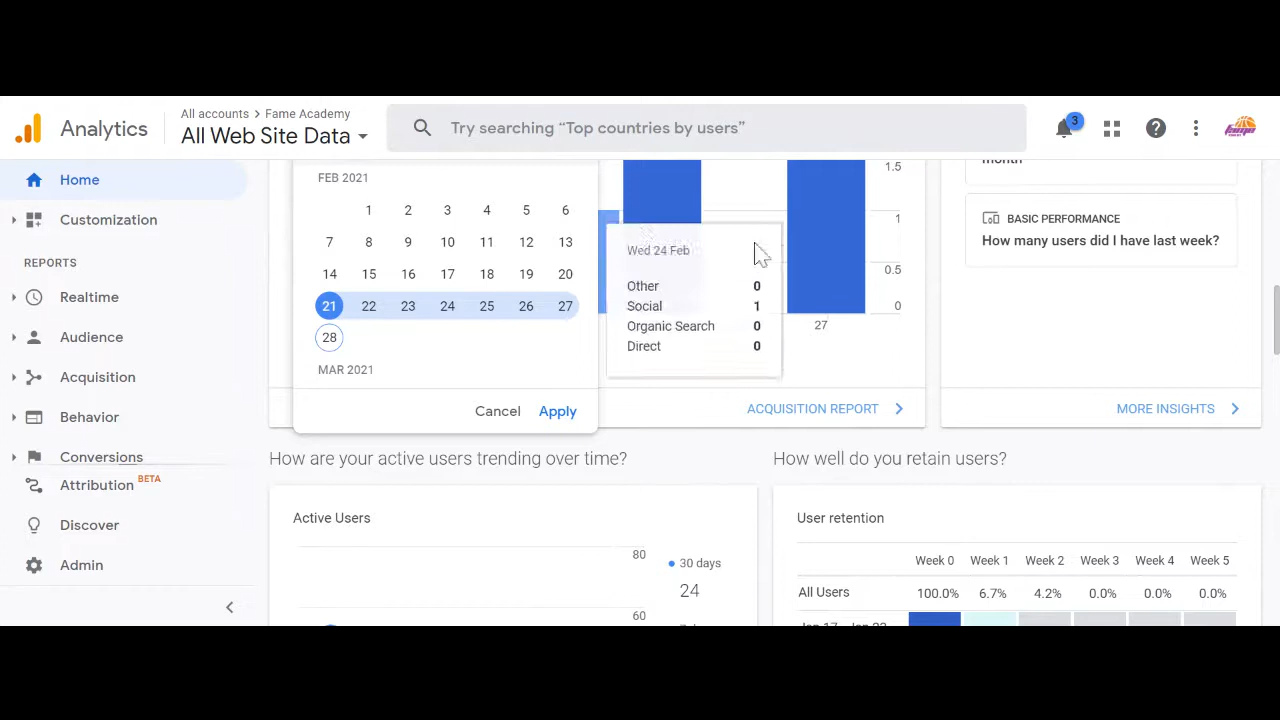 Analytics
All accounts > Fame Academy
All Web Site Data
Try searching “Top countries by users”
3
Home
Customization
REPORTS
Realtime
Audience
Acquisition
Behavior
Conversions
Attribution BETA
Discover
Admin
FEB 2021
1 2 3 4 5 6
7 8 9 10 11 12 13
14 15 16 17 18 19 20
21 22 23 24 25 26 27
28
MAR 2021
Cancel Apply
1.5
1
0.5
0
27
Wed 24 Feb
Other 0
Social 1
Organic Search 0
Direct 0
ACQUISITION REPORT
month
BASIC PERFORMANCE
How many users did I have last week?
MORE INSIGHTS
How are your active users trending over time?
Active Users
80
60
30 days
24
How well do you retain users?
User retention
Week 0 Week 1 Week 2 Week 3 Week 4 Week 5
All Users 100.0% 6.7% 4.2% 0.0% 0.0% 0.0%